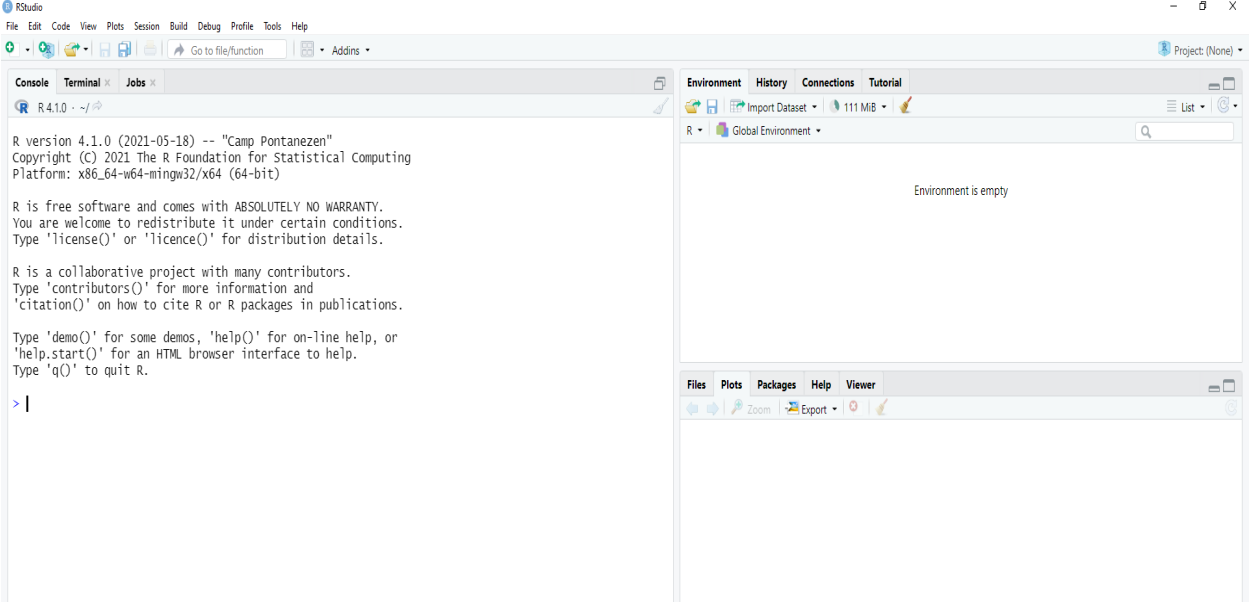 RStudio
File Edit Code View Plots Session Build Debug Profile Tools Help
Go to file/function Addins Project: (None)
Console Terminal Jobs
R 4.1.0 · ~/
R version 4.1.0 (2021-05-18) -- "Camp Pontanezen"
Copyright (C) 2021 The R Foundation for Statistical Computing
Platform: x86_64-w64-mingw32/x64 (64-bit)
R is free software and comes with ABSOLUTELY NO WARRANTY.
You are welcome to redistribute it under certain conditions.
Type 'license()' or 'licence()' for distribution details.
R is a collaborative project with many contributors.
Type 'contributors()' for more information and
'citation()' on how to cite R or R packages in publications.
Type 'demo()' for some demos, 'help()' for on-line help, or
'help.start()' for an HTML browser interface to help.
Type 'q()' to quit R.
>
Environment History Connections Tutorial
Import Dataset 111 MiB List
R Global Environment
Environment is empty
Files Plots Packages Help Viewer
Zoom Export